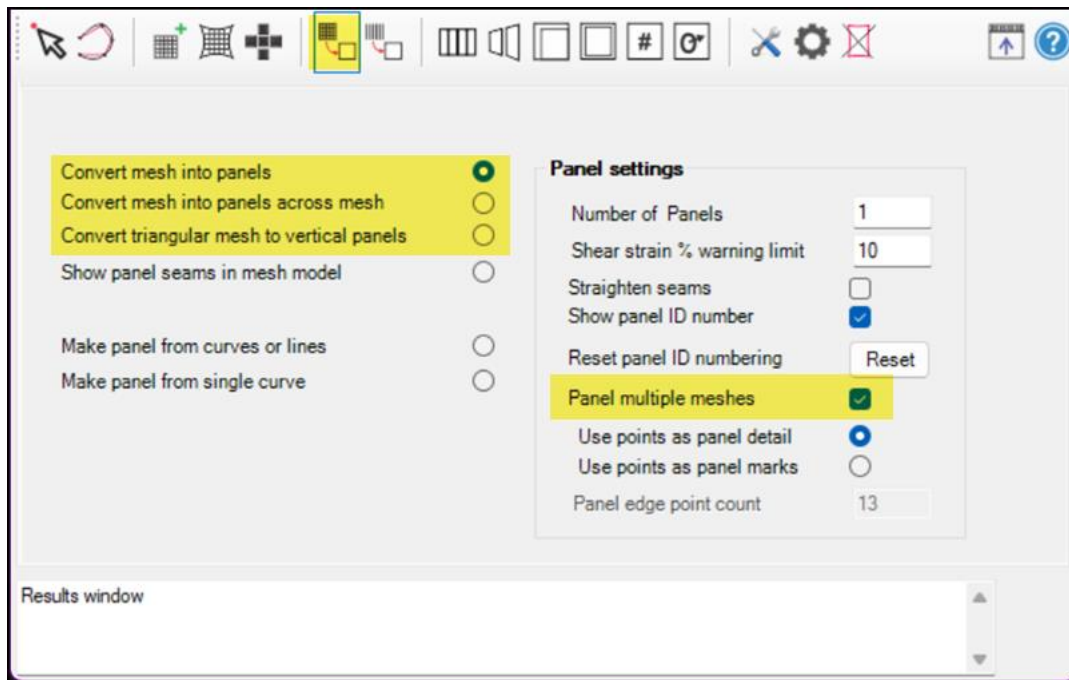 #
?
Convert mesh into panels
Convert mesh into panels across mesh
Convert triangular mesh to vertical panels
Show panel seams in mesh model
Make panel from curves or lines
Make panel from single curve
Panel settings
Number of Panels 1
Shear strain % warning limit 10
Straighten seams
Show panel ID number
Reset panel ID numbering Reset
Panel multiple meshes
Use points as panel detail
Use points as panel marks
Panel edge point count 13
Results window